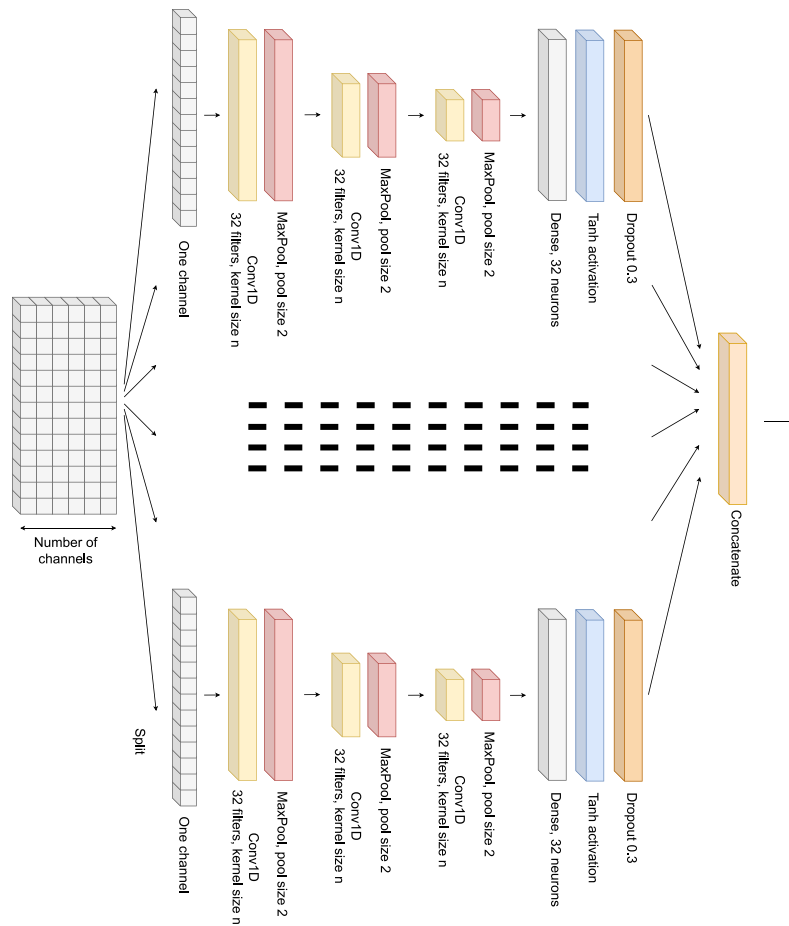 One channel
Conv1D
32 filters, kernel size n
MaxPool, pool size 2
Conv1D
32 filters, kernel size n
MaxPool, pool size 2
Conv1D
32 filters, kernel size n
MaxPool, pool size 2
Dense, 32 neurons
Tanh activation
Dropout 0.3
Number of
channels
Concatenate
Split
One channel
Conv1D
32 filters, kernel size n
MaxPool, pool size 2
Conv1D
32 filters, kernel size n
MaxPool, pool size 2
Conv1D
32 filters, kernel size n
MaxPool, pool size 2
Dense, 32 neurons
Tanh activation
Dropout 0.3